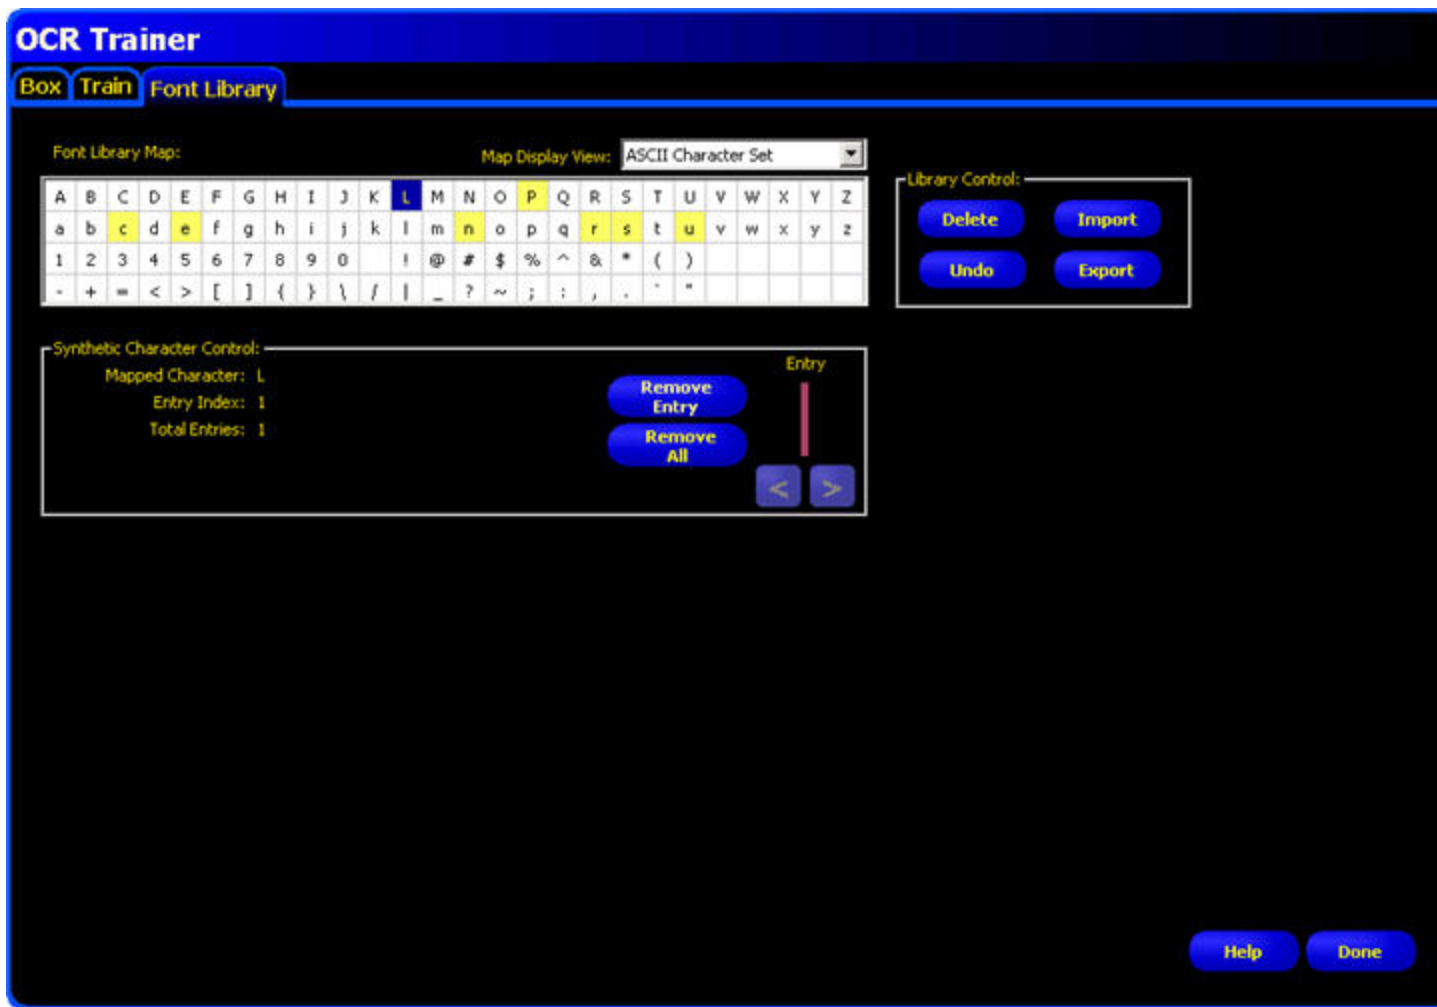 OCR Trainer
Box Train Font Library
Font Library Map: Map Display View: ASCII Character Set
A B C D E F G H I J K L M N O P Q R S T U V W X Y Z
a b c d e f g h i j k l m n o p q r s t u v w x y z
1 2 3 4 5 6 7 8 9 0 ! @ # $ % ^ & * ( )
- + = < > [ ] { } \ / | _ ? ~ ; : , . ` "
Library Control:
Delete Import
Undo Export
Synthetic Character Control:
Mapped Character: L
Entry Index: 1
Total Entries: 1
Remove
Entry
Remove
All
Entry
< >
Help Done